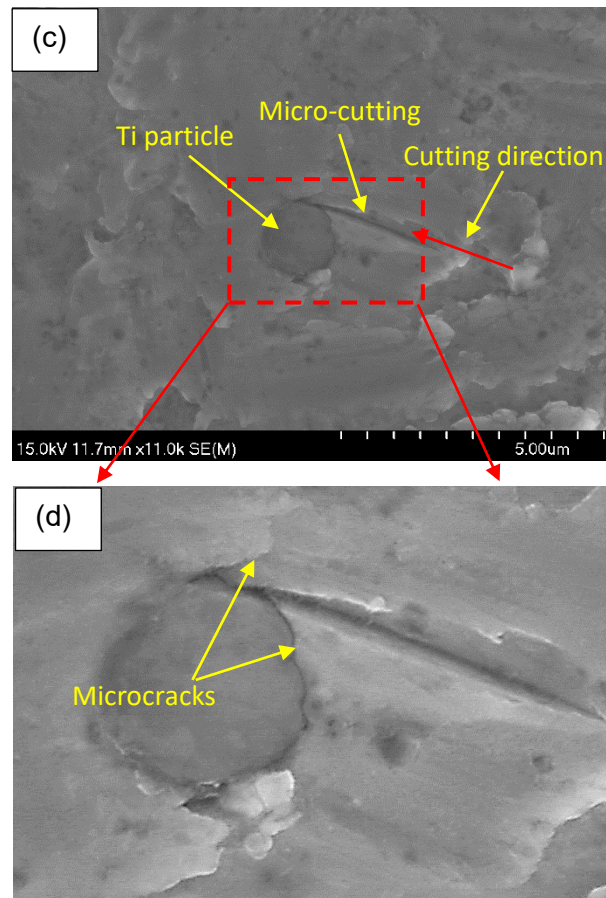 (c)
Micro-cutting
Ti particle
Cutting direction
15.0kV 11.7mm x11.0k SE(M)
5.00um
(d)
Microcracks